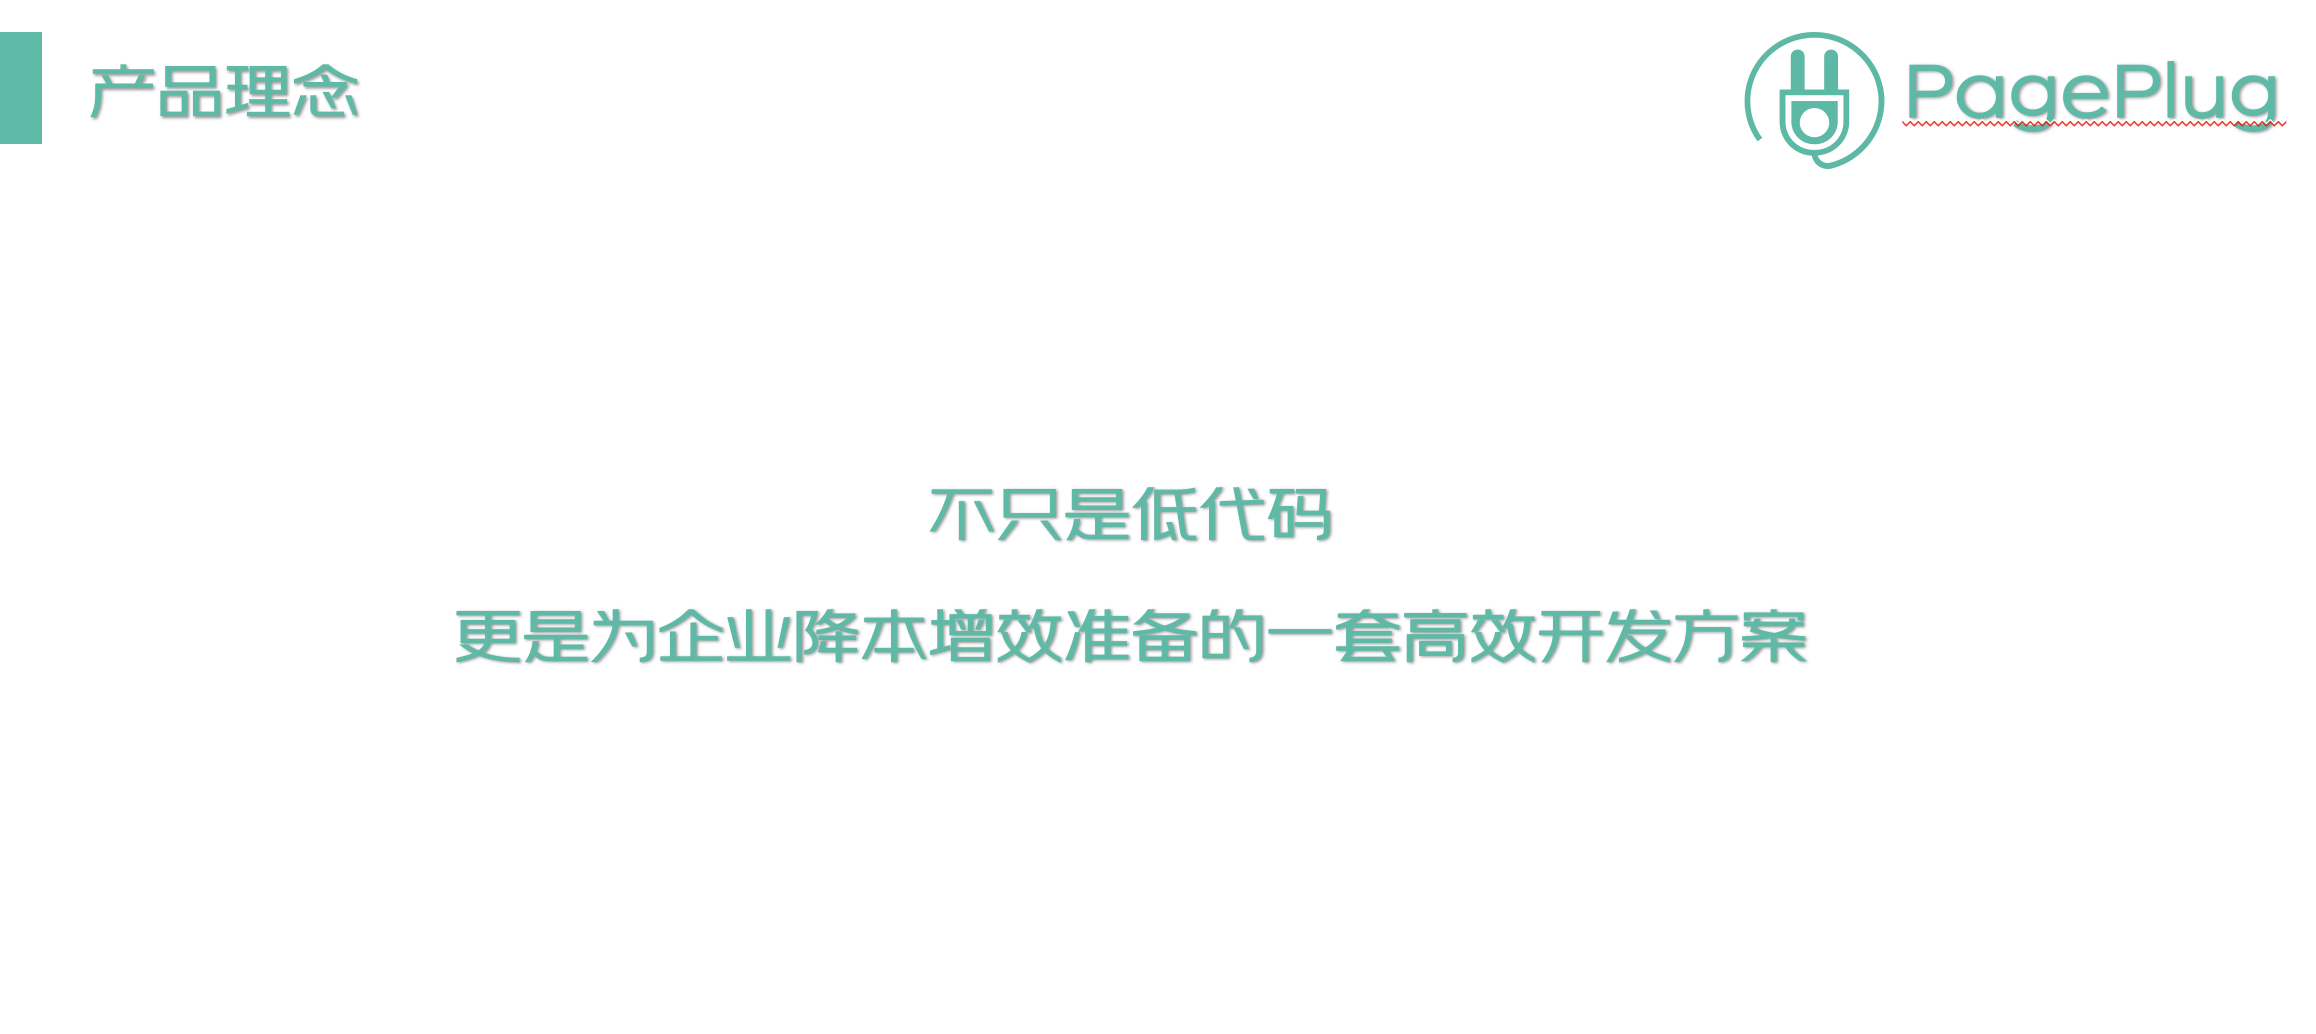 产品理念
PagePlug
不只是低代码
更是为企业降本增效准备的一套高效开发方案